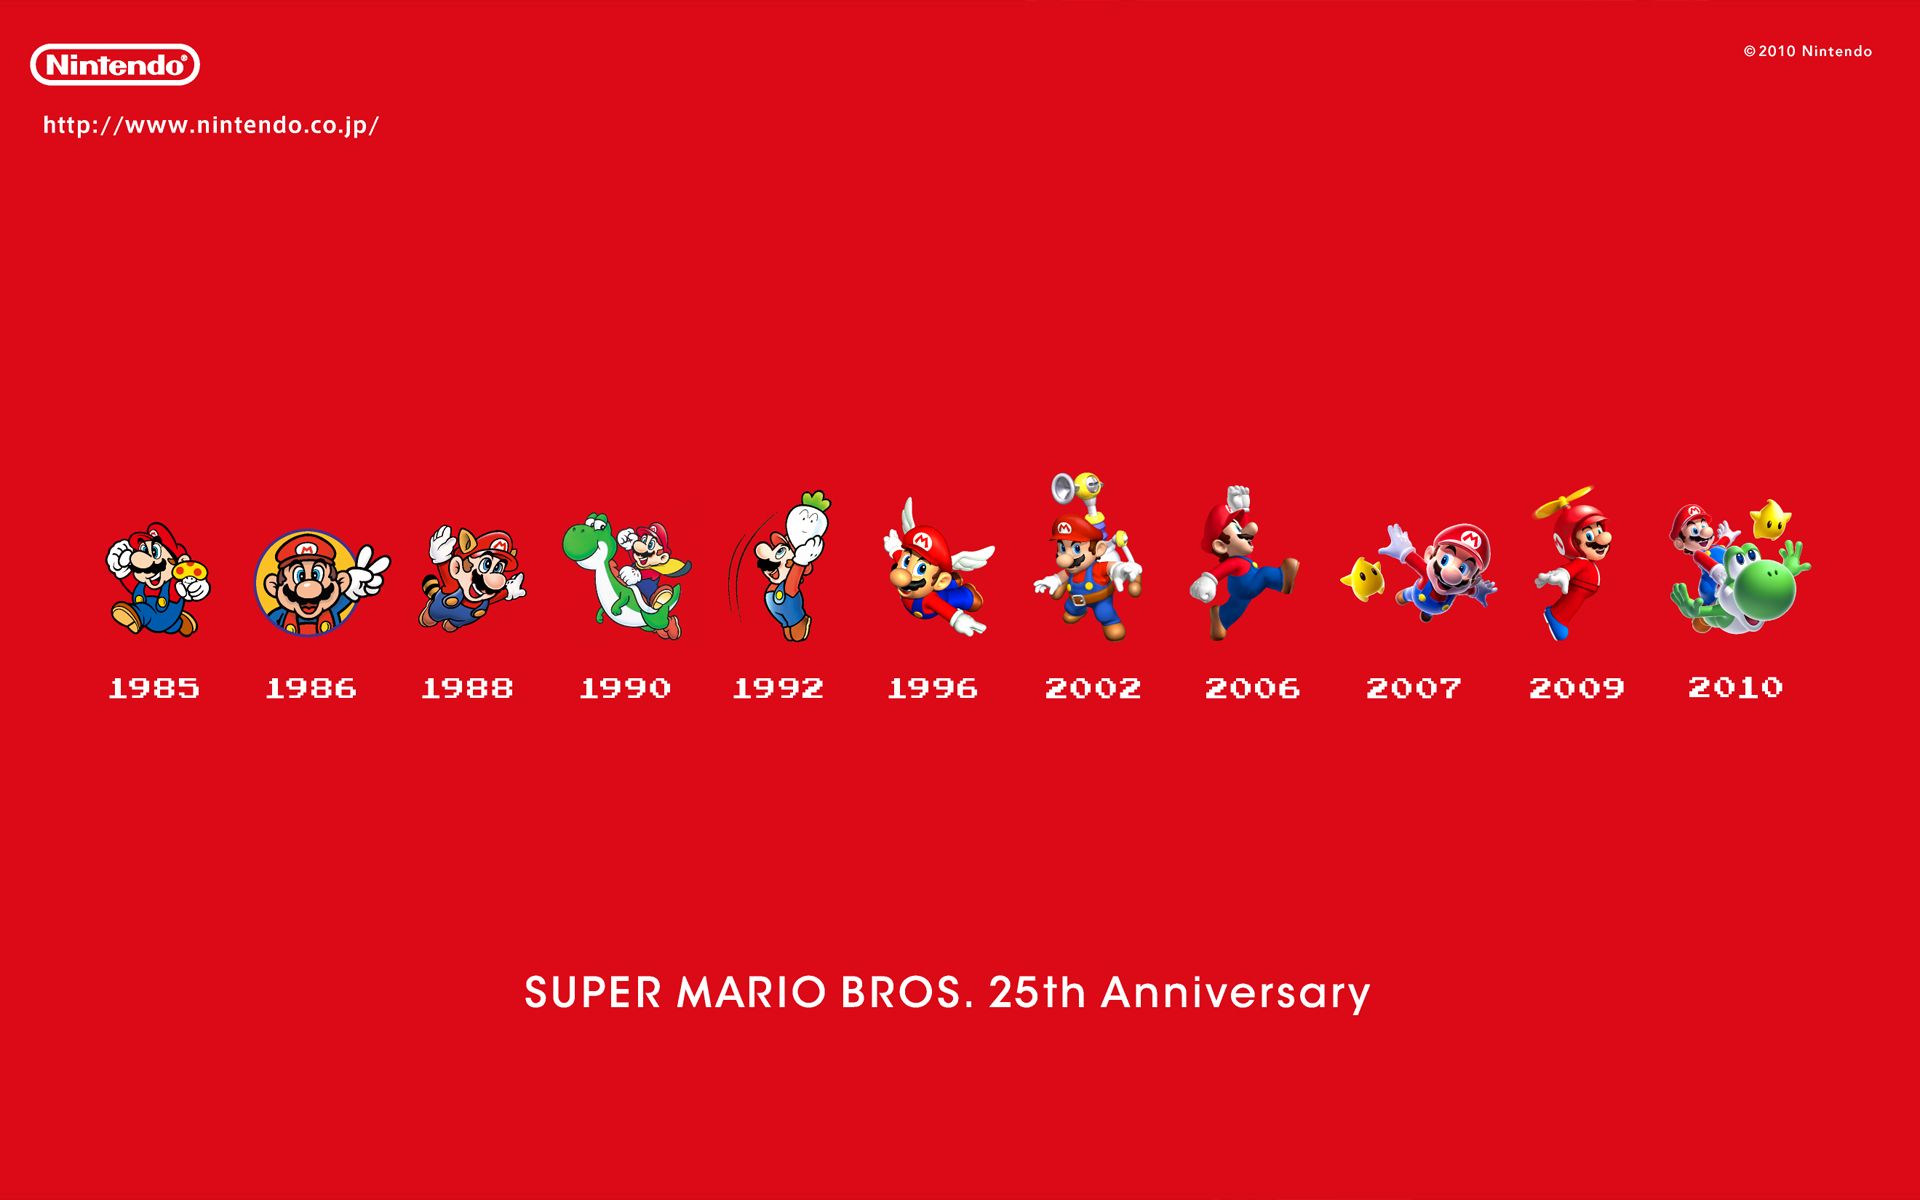 Nintendo®
©2010 Nintendo
http://www.nintendo.co.jp/
1985 1986 1988 1990 1992 1996 2002 2006 2007 2009 2010
SUPER MARIO BROS. 25th Anniversary